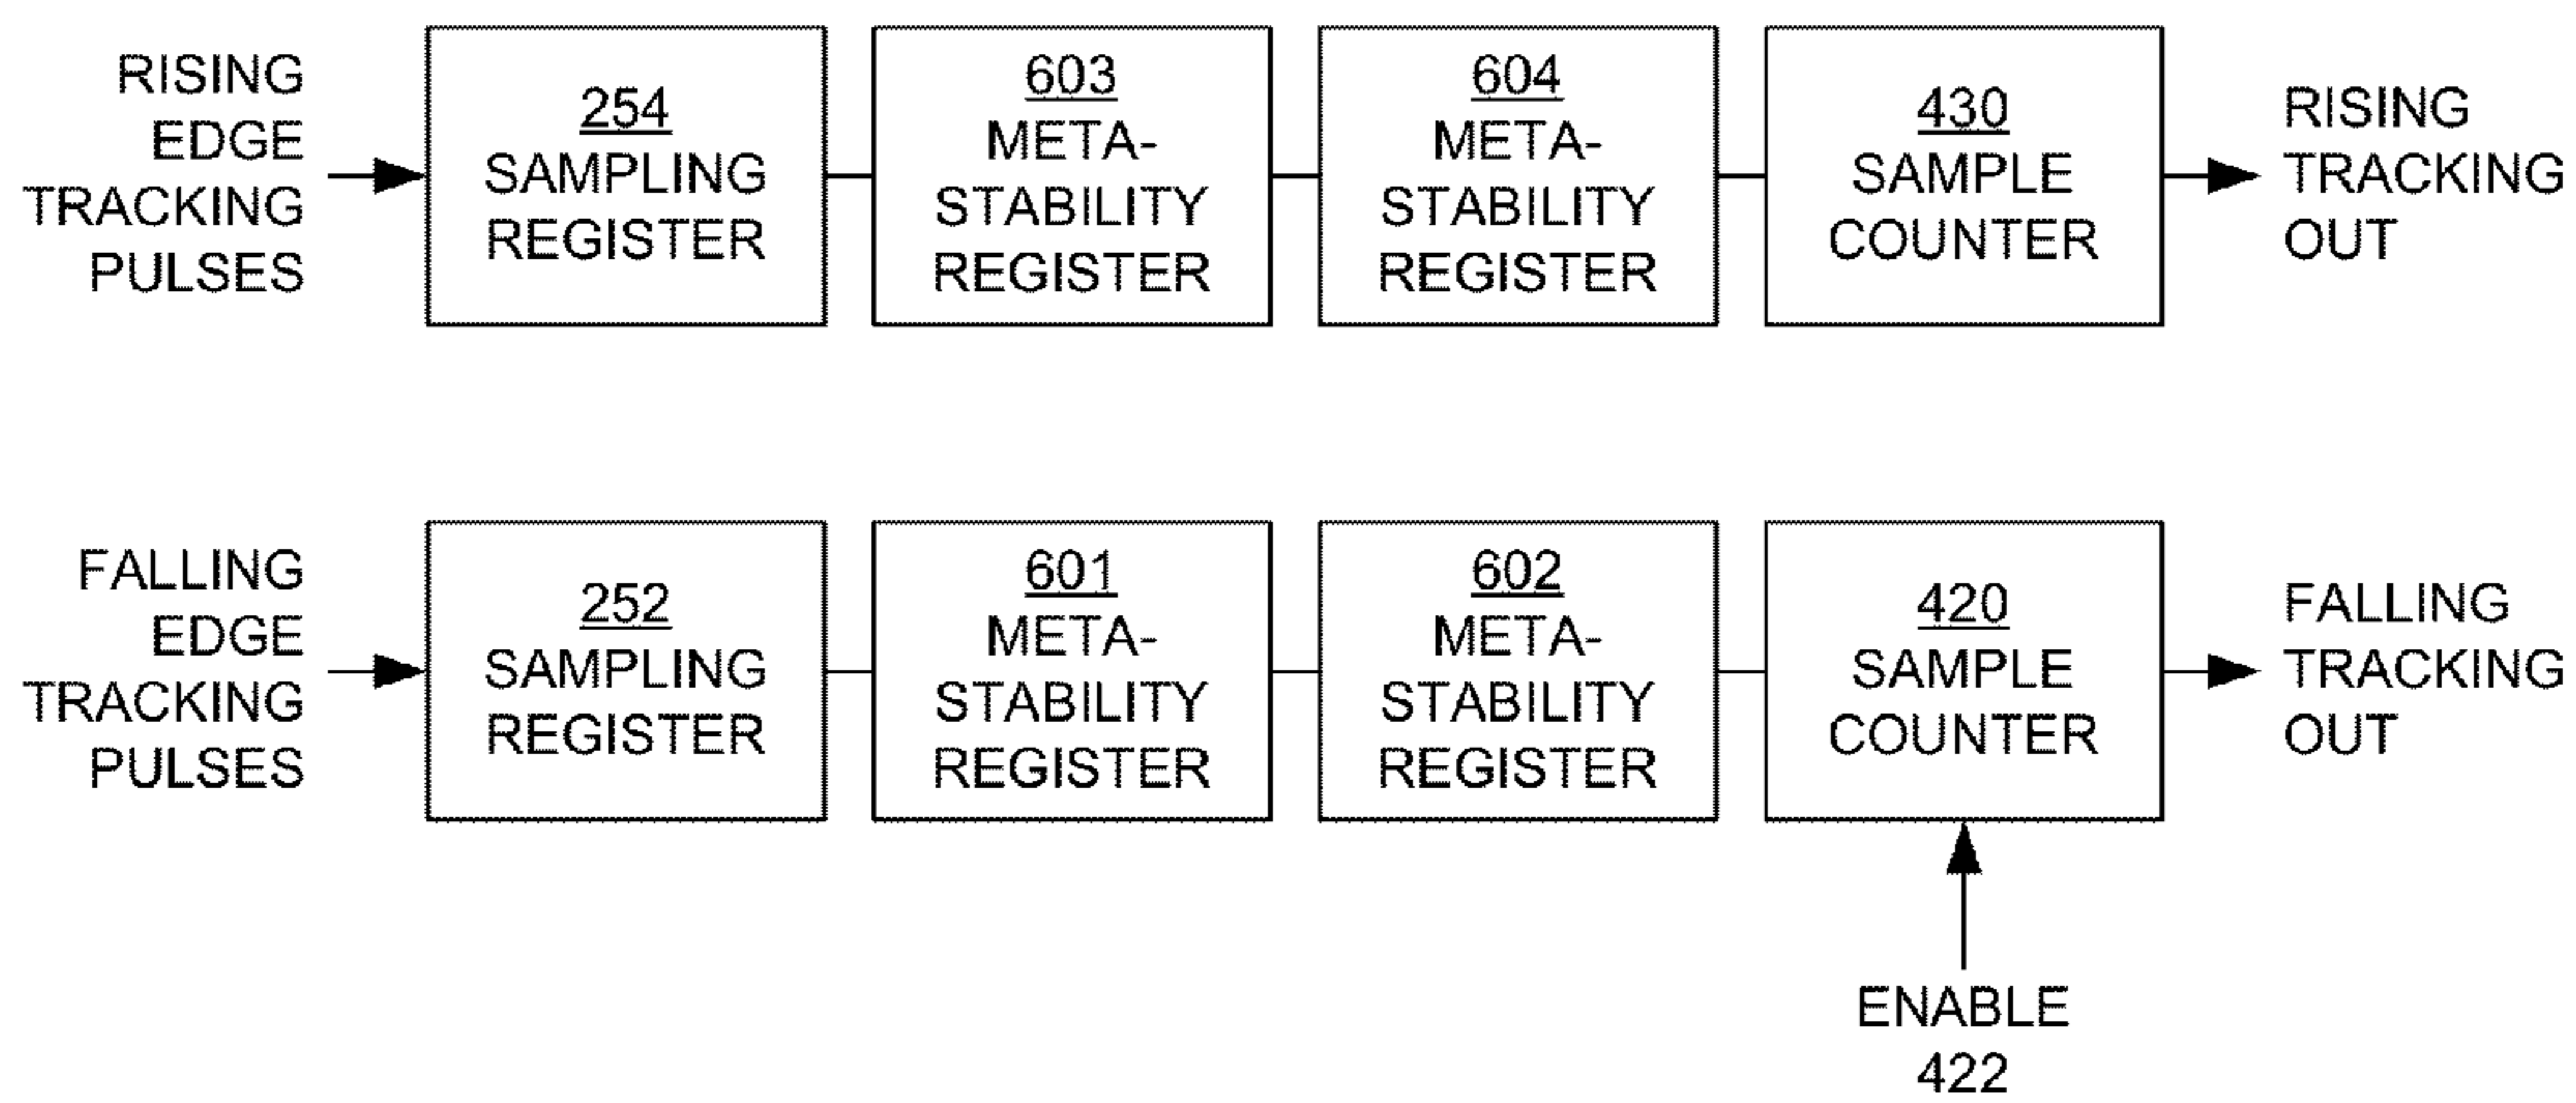 RISING
EDGE
TRACKING
PULSES
254
SAMPLING
REGISTER
603
META-
STABILITY
REGISTER
604
META-
STABILITY
REGISTER
430
SAMPLE
COUNTER
RISING
TRACKING
OUT
FALLING
EDGE
TRACKING
PULSES
252
SAMPLING
REGISTER
601
META-
STABILITY
REGISTER
602
META-
STABILITY
REGISTER
420
SAMPLE
COUNTER
FALLING
TRACKING
OUT
ENABLE
422